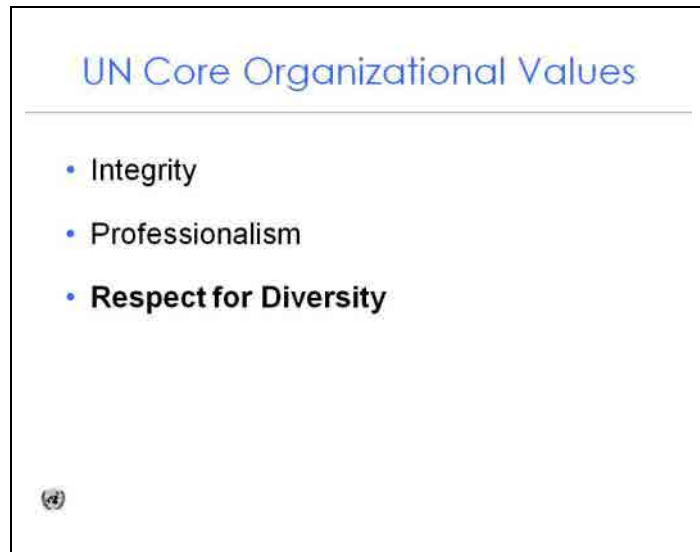 UN Core Organizational Values
• Integrity
• Professionalism
• Respect for Diversity